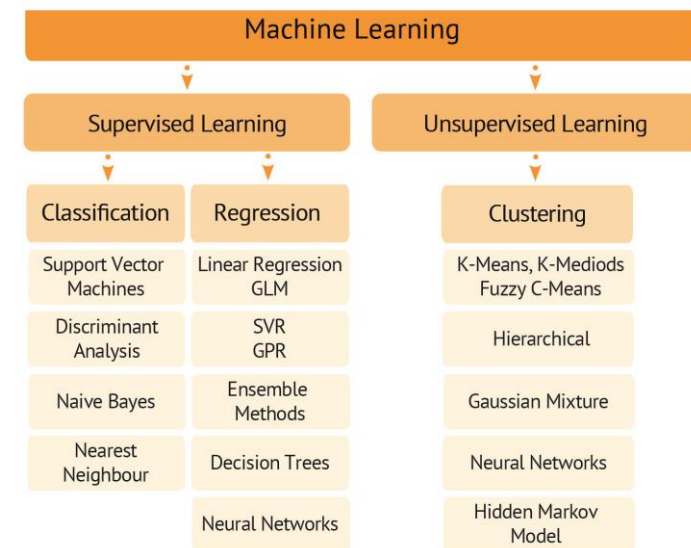 Machine Learning
Supervised Learning
Unsupervised Learning
Classification
Regression
Clustering
Support Vector
Machines
Discriminant
Analysis
Naive Bayes
Nearest
Neighbour
Linear Regression
GLM
SVR
GPR
Ensemble
Methods
Decision Trees
Neural Networks
K-Means, K-Mediods
Fuzzy C-Means
Hierarchical
Gaussian Mixture
Neural Networks
Hidden Markov
Model